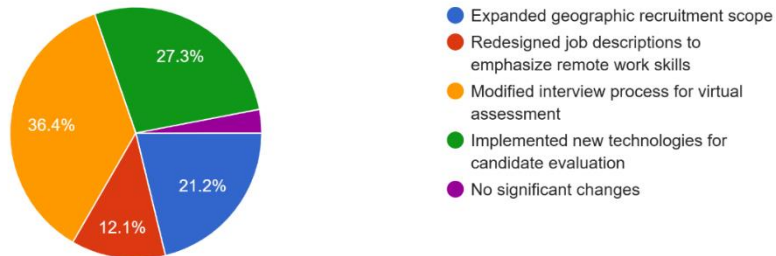 27.3%
36.4%
21.2%
12.1%
Expanded geographic recruitment scope
Redesigned job descriptions to
emphasize remote work skills
Modified interview process for virtual
assessment
Implemented new technologies for
candidate evaluation
No significant changes